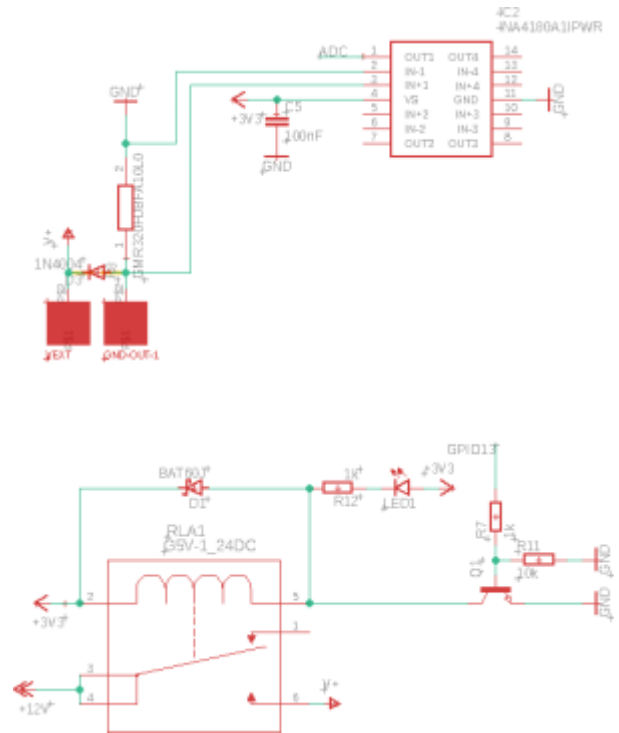 IC2
INA4180A1IPWR
ADC
1 OUT1 OUT4 14
2 IN-1 IN-4 13
3 IN+1 IN+4 12
4 VS GND 11
5 IN+2 IN+3 10
6 IN-2 IN-3 9
7 OUT2 OUT3 8
GND
GND
+3V3
C5
100nF
GND
2
1
V+
1N4004
D3
VEXT
GND-OUT-1
GPIO13
BAT60J
D1
1k
R12
LED1
+3V3
R7
1k
R11
10k
GND
Q1
GND
RLA1
G5V-1_24DC
2
5
+3V3
1
3
4
+12V
6
V+